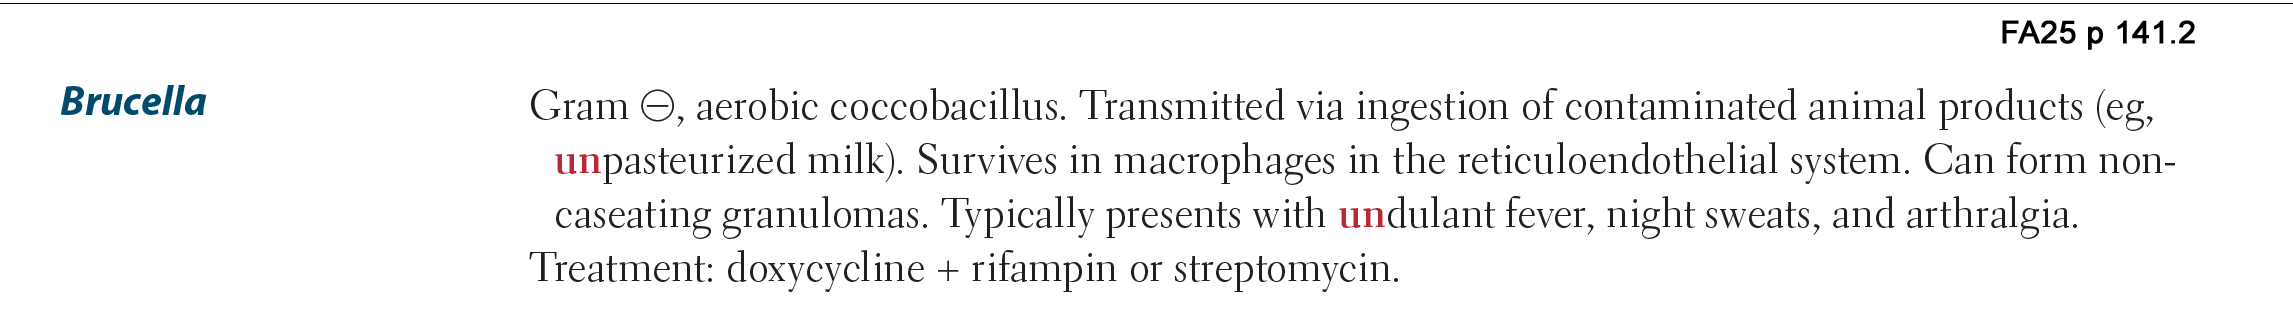 FA25 p 141.2
Brucella
Gram ⊖, aerobic coccobacillus. Transmitted via ingestion of contaminated animal products (eg,
unpasteurized milk). Survives in macrophages in the reticuloendothelial system. Can form non-
caseating granulomas. Typically presents with undulant fever, night sweats, and arthralgia.
Treatment: doxycycline + rifampin or streptomycin.